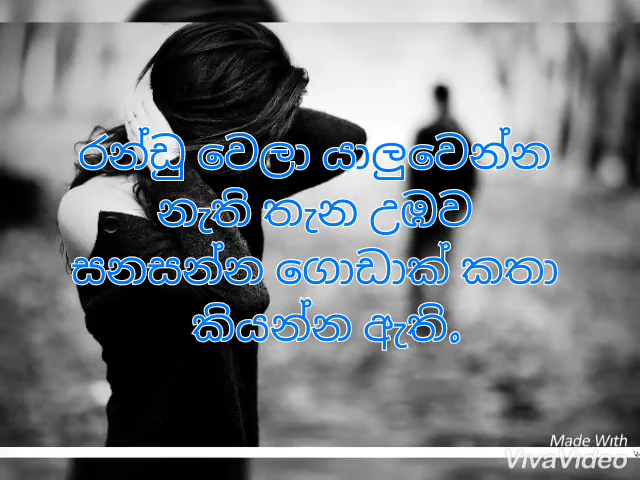 රන්ඩු වෙලා යාලුවෙන්න
නැති තැන උඹව
සනසන්න ගොඩාක් කතා
කියන්න ඇති.
Made With
VivaVideo